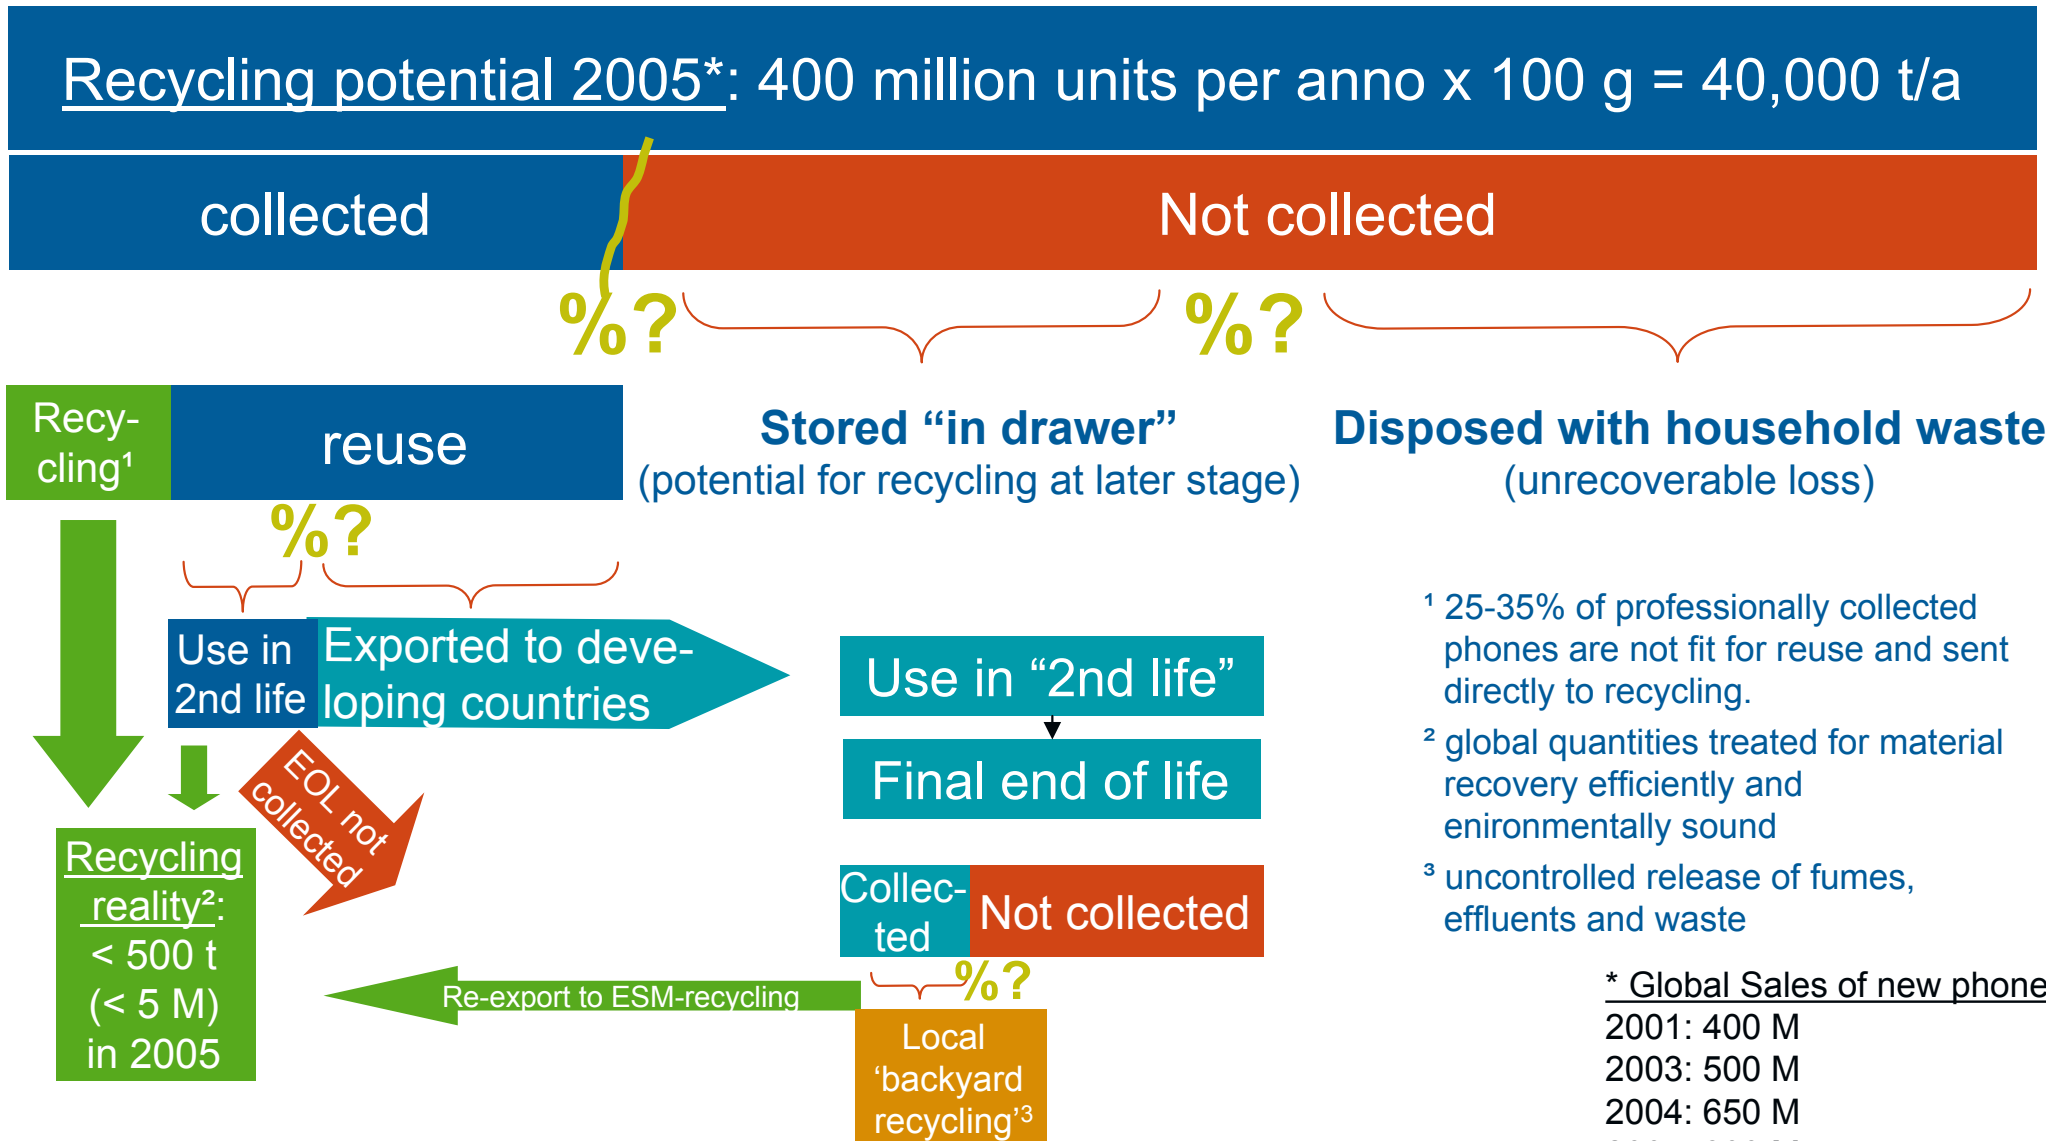 Recycling potential 2005*: 400 million units per anno x 100 g = 40,000 t/a
collected
Not collected
%?
%?
Recy-
cling¹
reuse
Stored “in drawer”
(potential for recycling at later stage)
Disposed with household waste
(unrecoverable loss)
%?
Use in
2nd life
Exported to deve-
loping countries
Use in “2nd life”
Final end of life
EOL not
collected
Collec-
ted
Not collected
%?
Recycling
reality²:
< 500 t
(< 5 M)
in 2005
Re-export to ESM-recycling
Local
‘backyard
recycling’³
¹ 25-35% of professionally collected
phones are not fit for reuse and sent
directly to recycling.
² global quantities treated for material
recovery efficiently and
enironmentally sound
³ uncontrolled release of fumes,
effluents and waste
* Global Sales of new phone
2001: 400 M
2003: 500 M
2004: 650 M